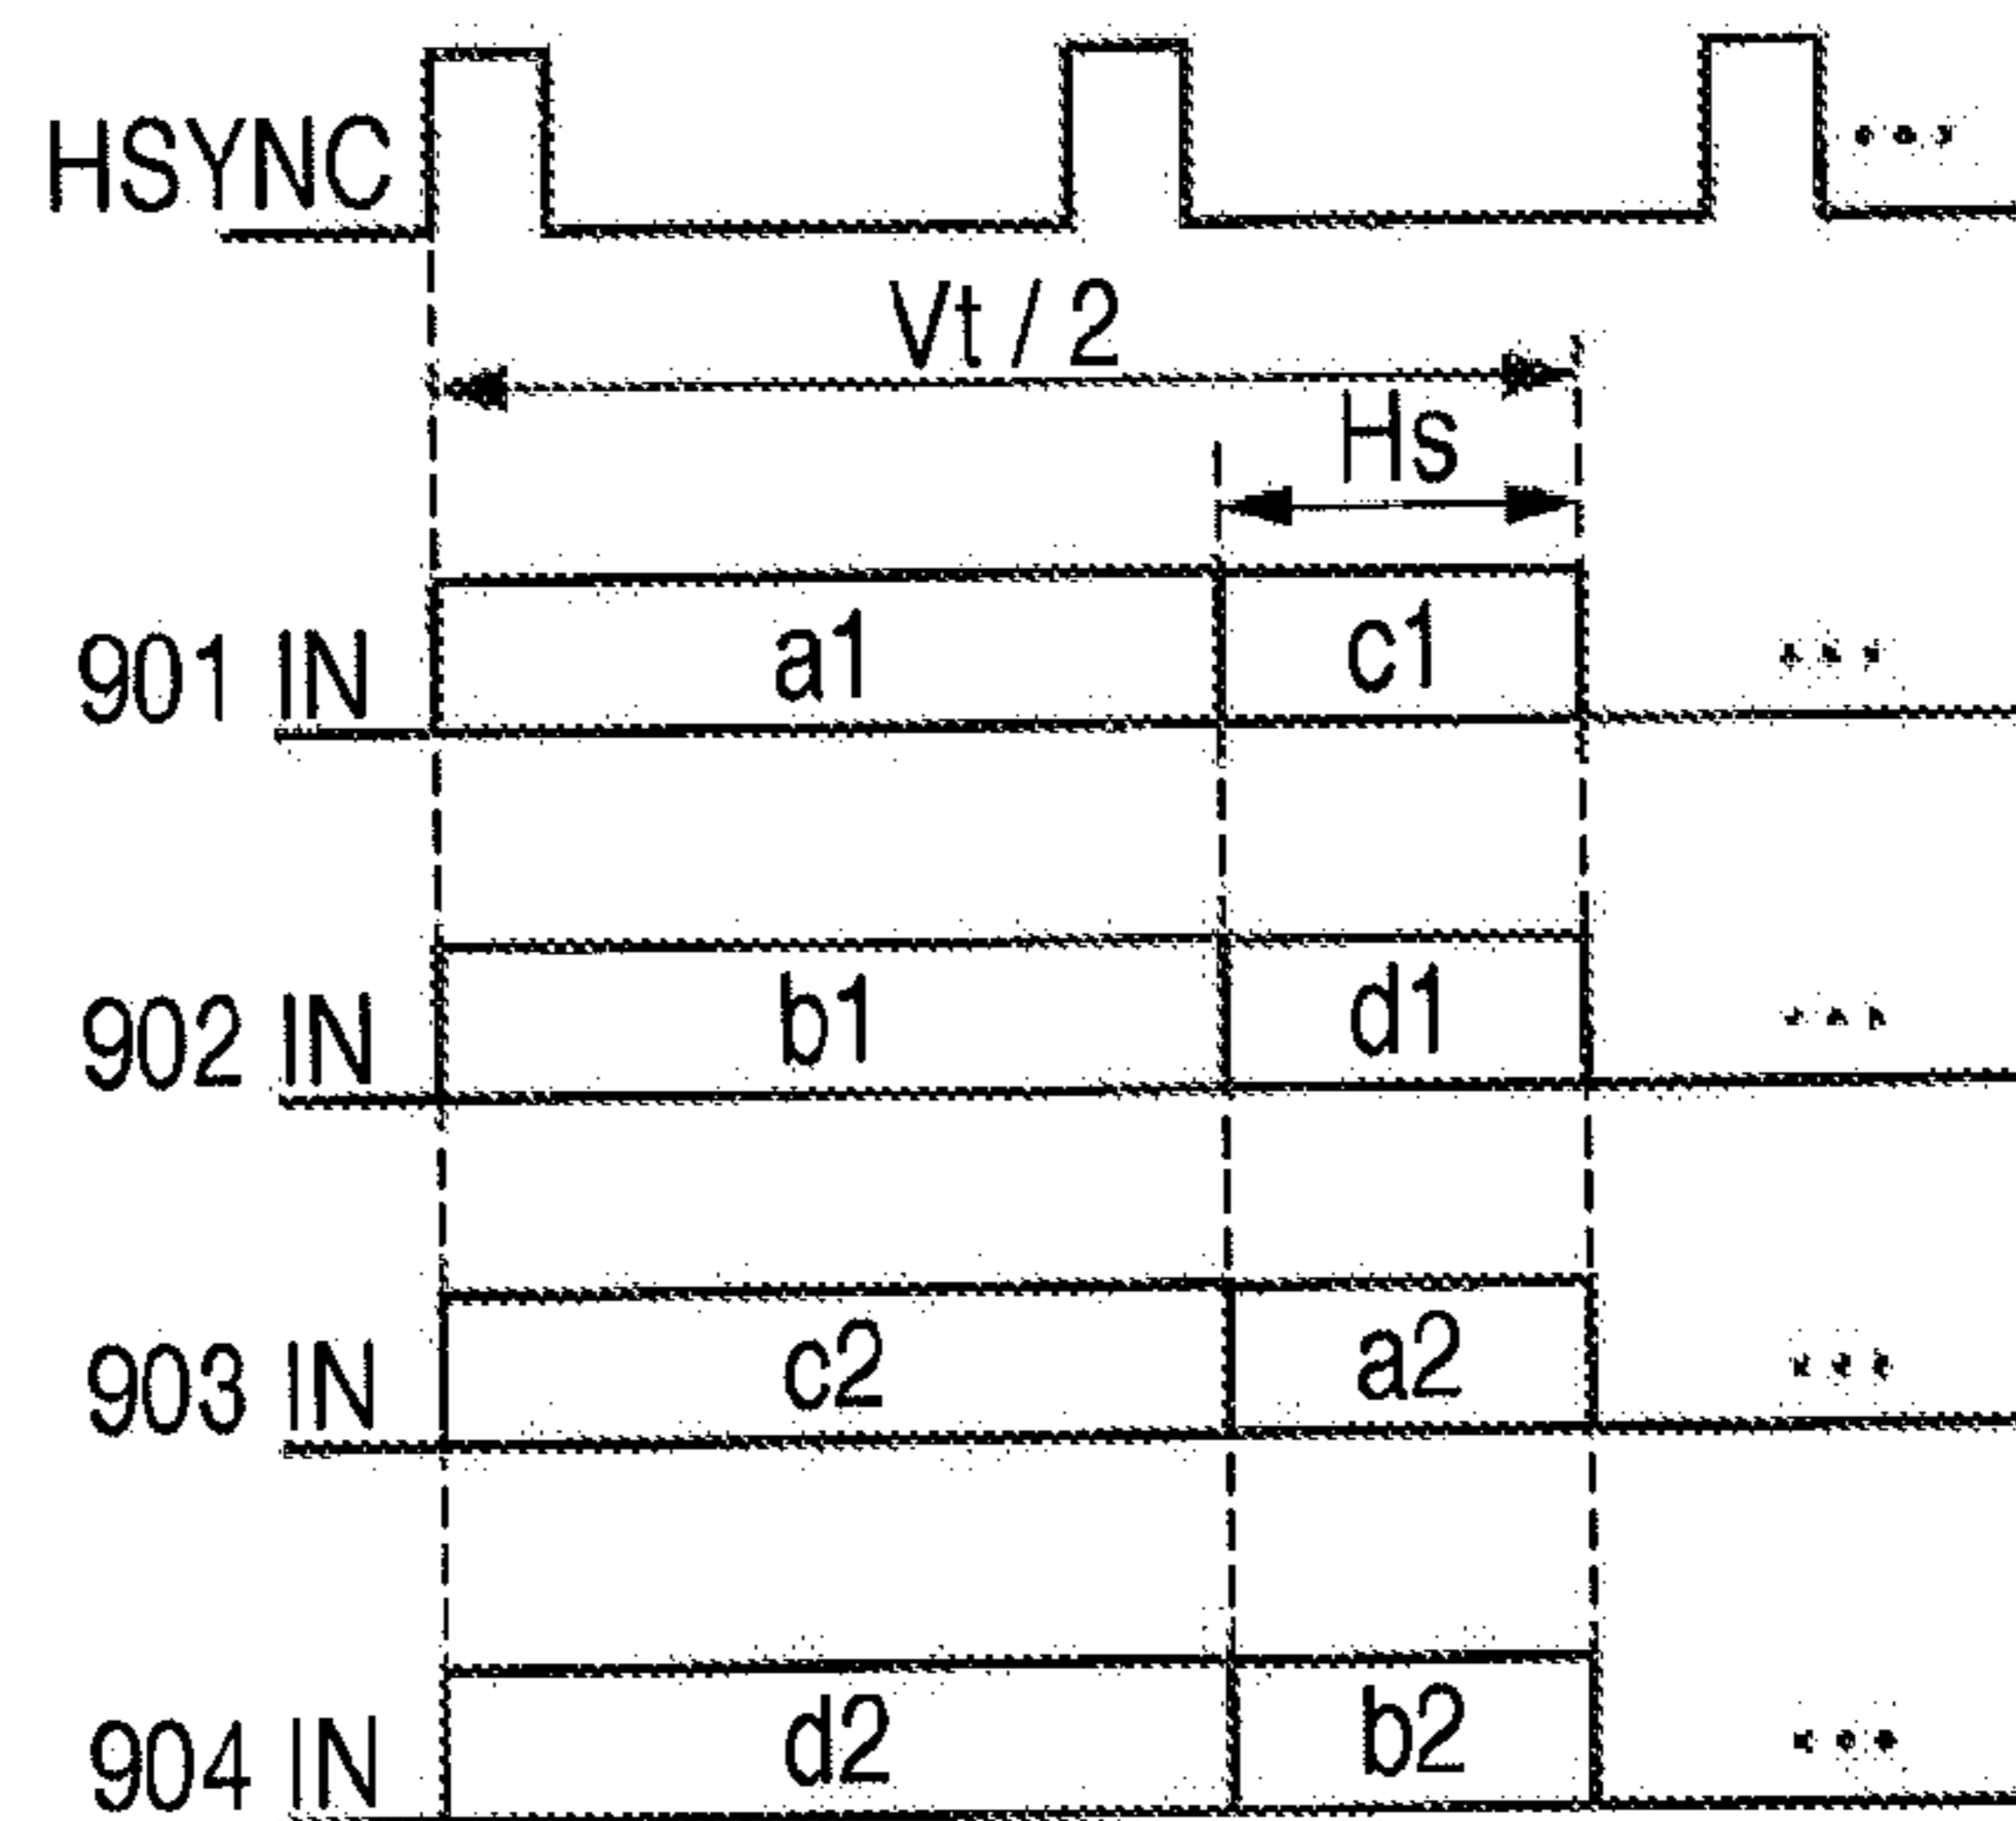 HSYNC
Vt / 2
Hs
901 IN a1 c1
902 IN b1 d1
903 IN c2 a2
904 IN d2 b2